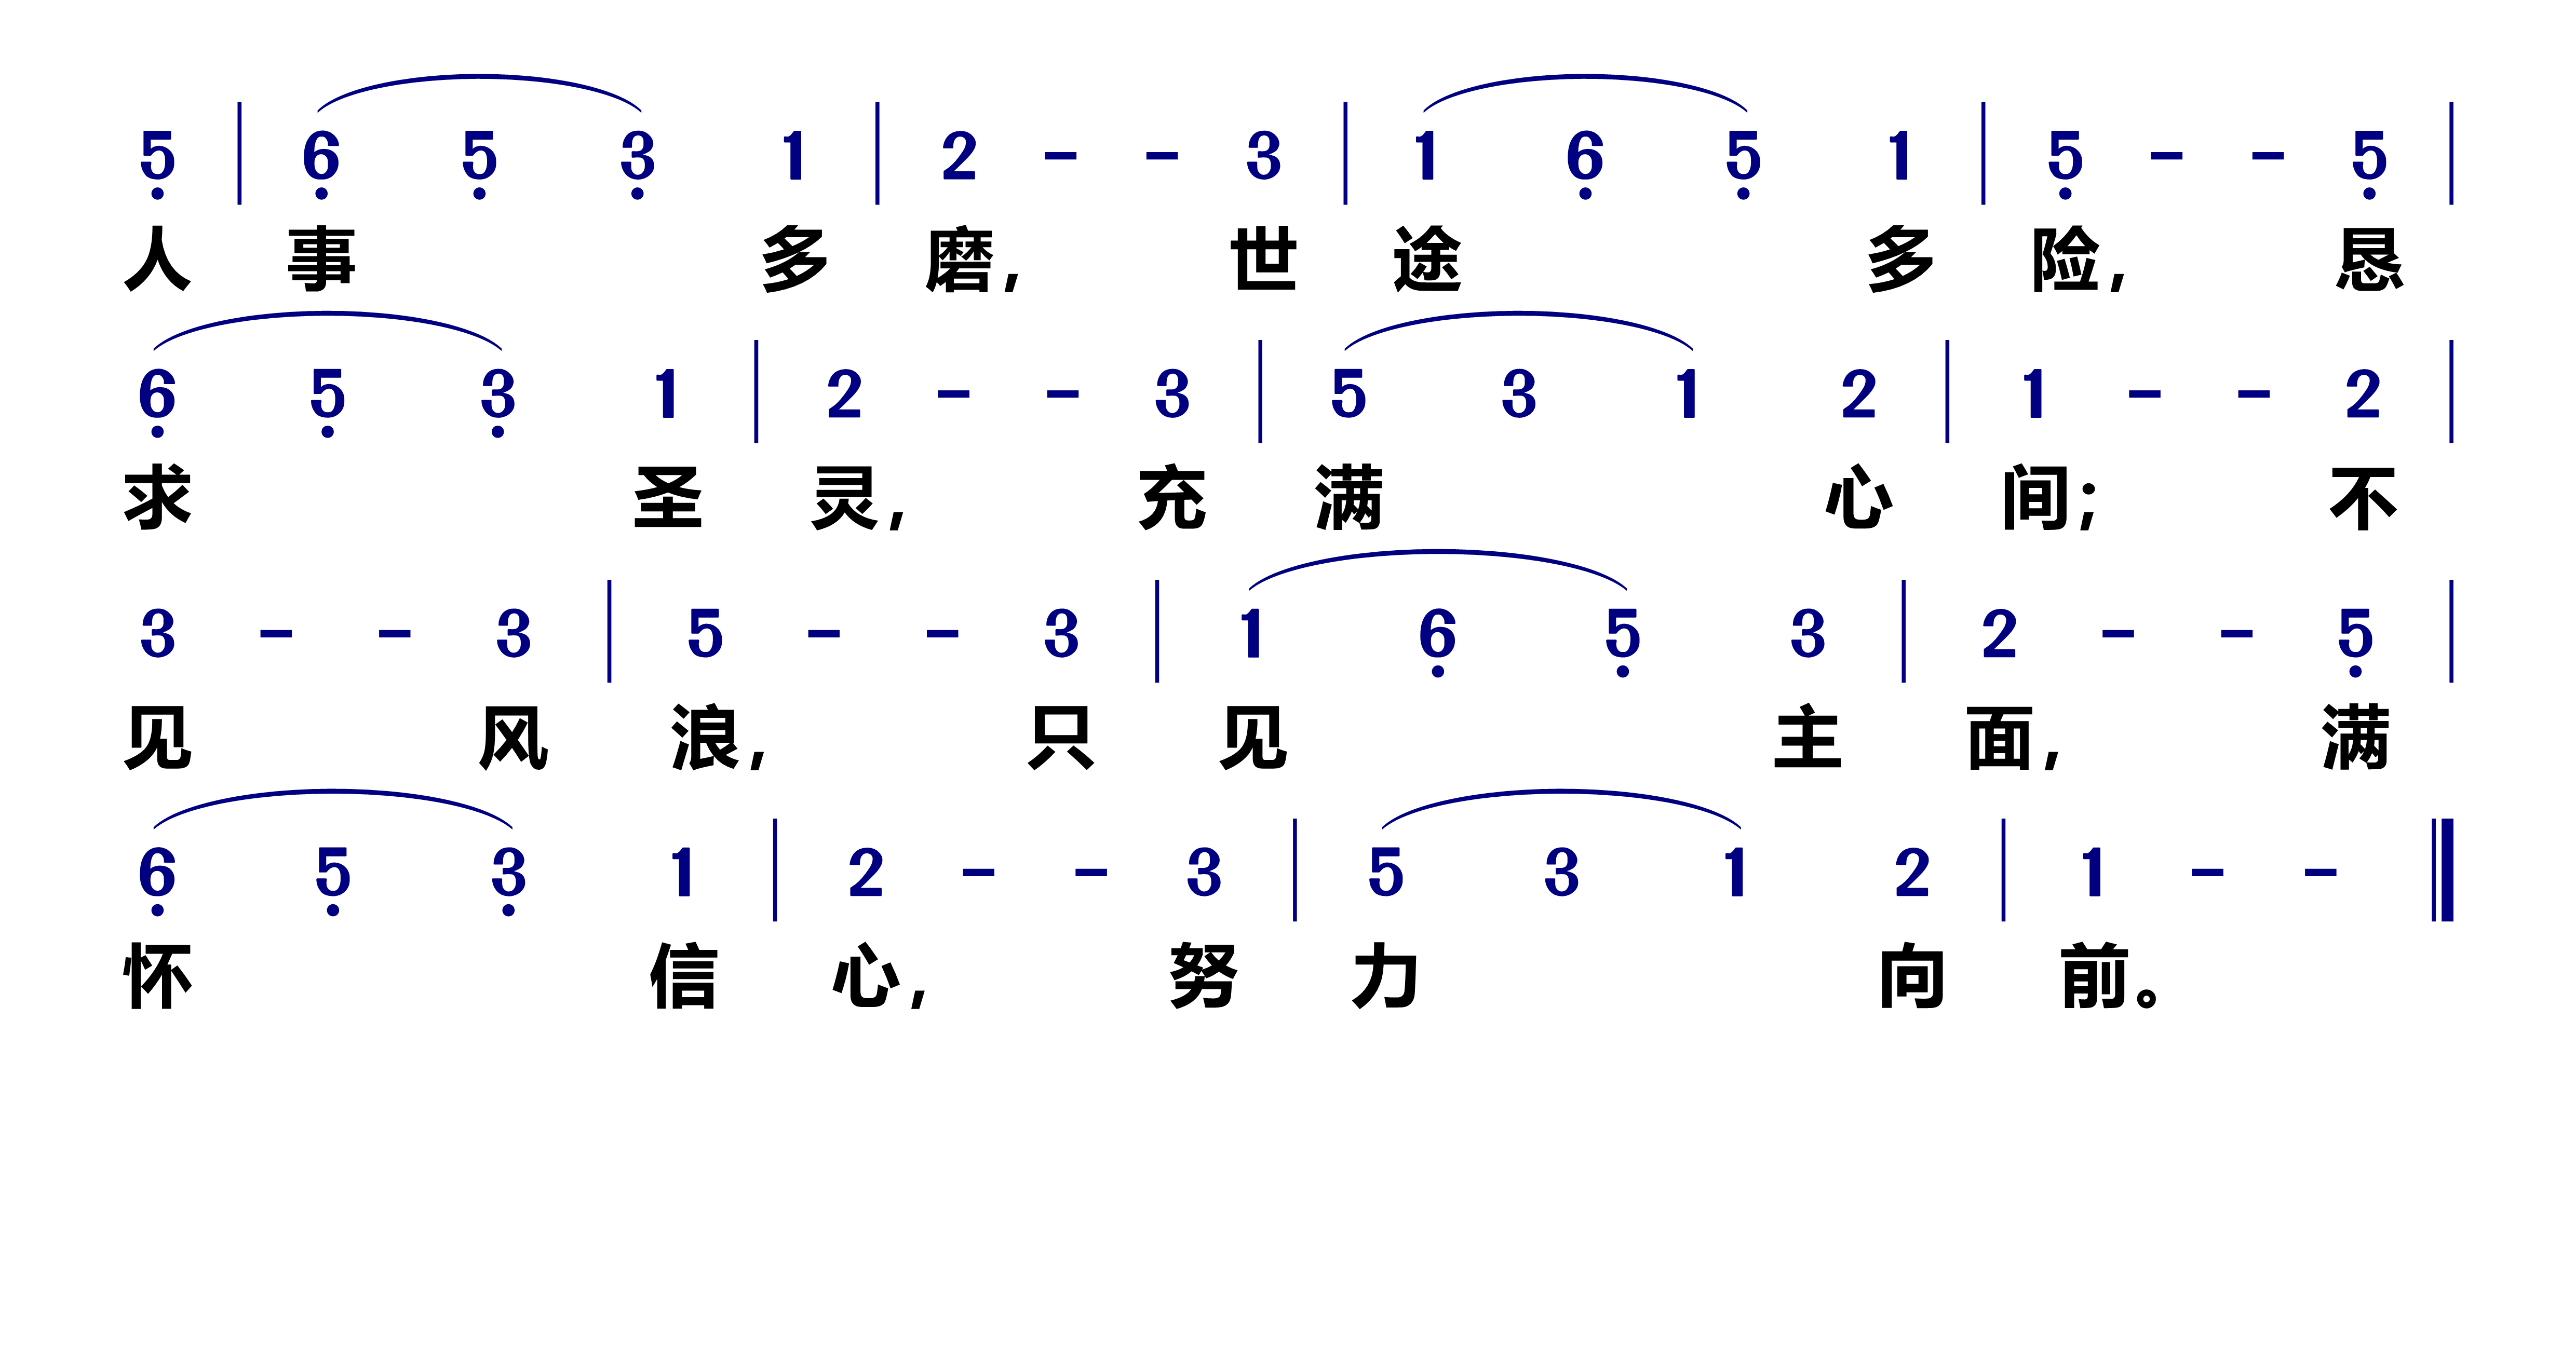 5̣ | 6̣ 5̣ 3̣ 1 | 2 - - 3 | 1 6̣ 5̣ 1 | 5̣ - - 5̣ |
人 事 多 磨, 世 途 多 险, 恳
6̣ 5̣ 3̣ 1 | 2 - - 3 | 5 3 1 2 | 1 - - 2 |
求 圣 灵, 充 满 心 间; 不
3 - - 3 | 5 - - 3 | 1 6̣ 5̣ 3 | 2 - - 5̣ |
见 风 浪, 只 见 主 面, 满
6̣ 5̣ 3̣ 1 | 2 - - 3 | 5 3 1 2 | 1 - - ‖
怀 信 心, 努 力 向 前。